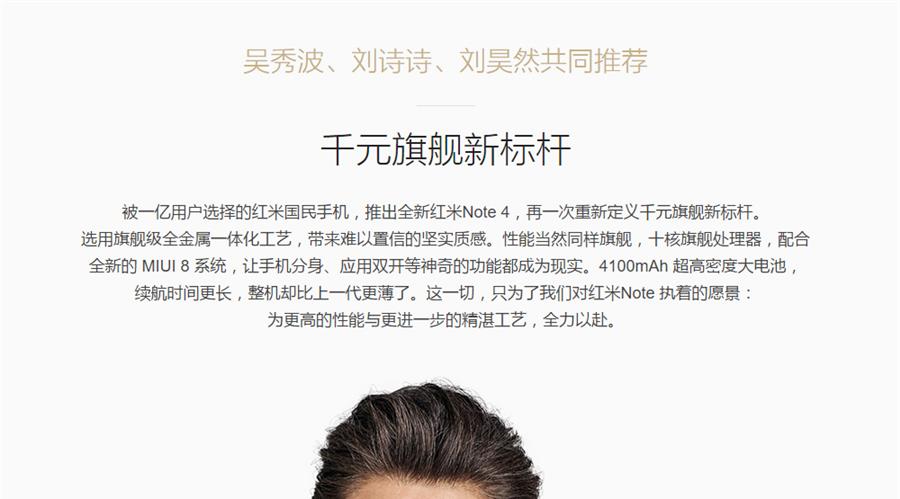 吴秀波、刘诗诗、刘昊然共同推荐
千元旗舰新标杆
被一亿用户选择的红米国民手机，推出全新红米Note 4，再一次重新定义千元旗舰新标杆。
选用旗舰级全金属一体化工艺，带来难以置信的坚实质感。性能当然同样旗舰，十核旗舰处理器，配合
全新的 MIUI 8 系统，让手机分身、应用双开等神奇的功能都成为现实。4100mAh 超高密度大电池，
续航时间更长，整机却比上一代更薄了。这一切，只为了我们对红米Note 执着的愿景：
为更高的性能与更进一步的精湛工艺，全力以赴。